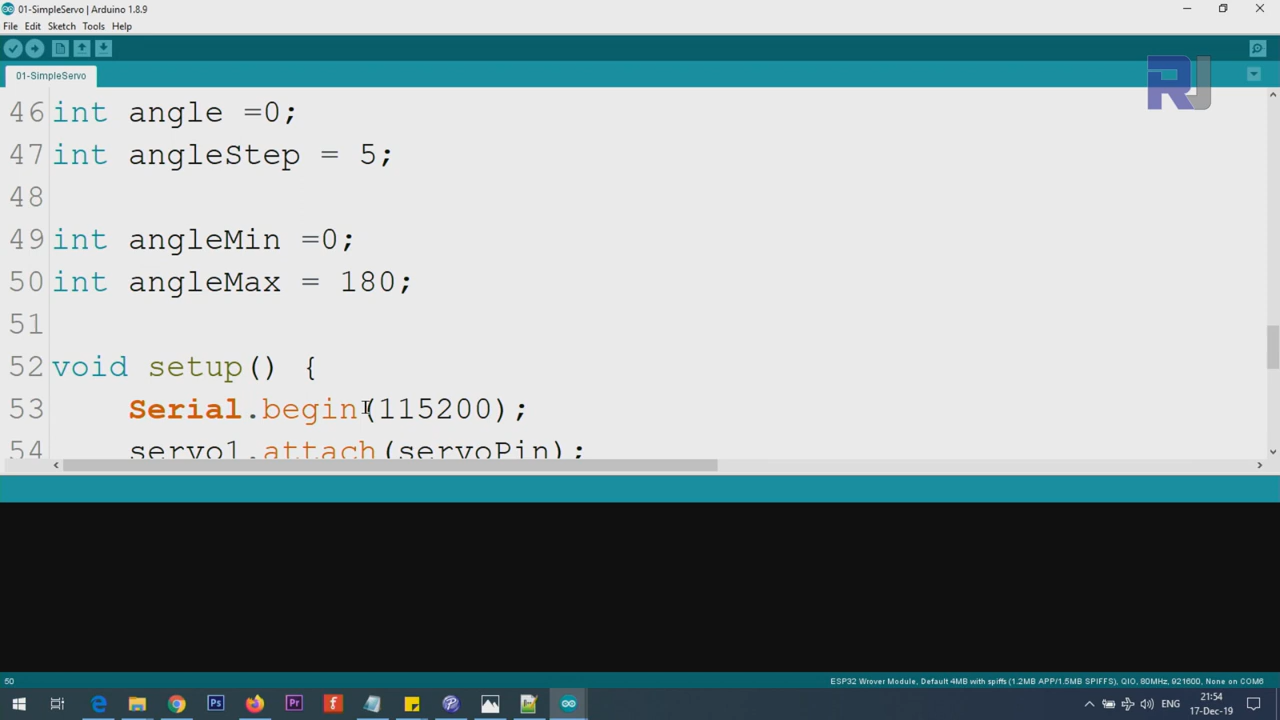 01-SimpleServo | Arduino 1.8.9
File Edit Sketch Tools Help
RJ
01-SimpleServo
46 int angle =0;
47 int angleStep = 5;
48
49 int angleMin =0;
50 int angleMax = 180;
51
52 void setup() {
53 Serial.begin(115200);
54 servo1.attach(servoPin);
50
ESP32 Wrover Module, Default 4MB with spiffs (1.2MB APP/1.5MB SPIFFS), QIO, 80MHz, 921600, None on COM6
Ps
Pr
ENG
21:54
17-Dec-19